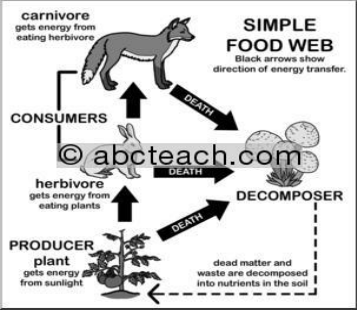 carnivore
gets energy from
eating herbivore
SIMPLE
FOOD WEB
Black arrows show
direction of energy transfer.
DEATH
CONSUMERS
© abcteach.com
DEATH
herbivore
gets energy from
eating plants
DECOMPOSER
DEATH
PRODUCER
plant
gets energy
from sunlight
dead matter and
waste are decomposed
into nutrients in the soil